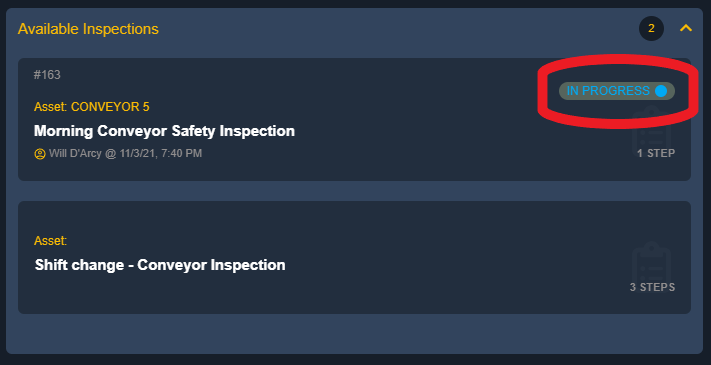 Available Inspections 2
#163
IN PROGRESS
Asset: CONVEYOR 5
Morning Conveyor Safety Inspection
Will D'Arcy @ 11/3/21, 7:40 PM 1 STEP
Asset:
Shift change - Conveyor Inspection
3 STEPS